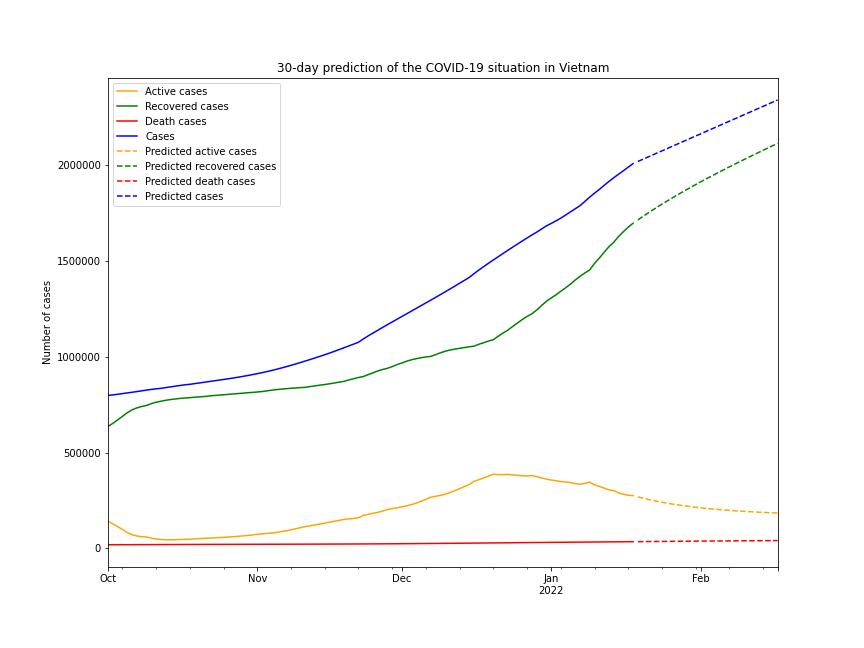 30-day prediction of the COVID-19 situation in Vietnam
Active cases
Recovered cases
Death cases
Cases
Predicted active cases
Predicted recovered cases
Predicted death cases
Predicted cases
Number of cases
2000000
1500000
1000000
500000
0
Oct
Nov
Dec
Jan
2022
Feb